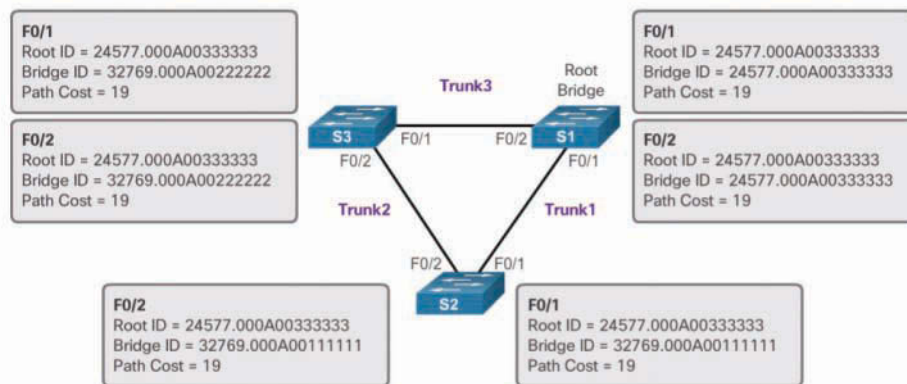 F0/1
Root ID = 24577.000A00333333
Bridge ID = 32769.000A00222222
Path Cost = 19
F0/1
Root ID = 24577.000A00333333
Bridge ID = 24577.000A00333333
Path Cost = 19
Root
Bridge
Trunk3
S3
F0/1
F0/2
S1
F0/2
F0/1
F0/2
Root ID = 24577.000A00333333
Bridge ID = 32769.000A00222222
Path Cost = 19
F0/2
Root ID = 24577.000A00333333
Bridge ID = 24577.000A00333333
Path Cost = 19
Trunk2
Trunk1
F0/2
F0/1
S2
F0/2
Root ID = 24577.000A00333333
Bridge ID = 32769.000A00111111
Path Cost = 19
F0/1
Root ID = 24577.000A00333333
Bridge ID = 32769.000A00111111
Path Cost = 19